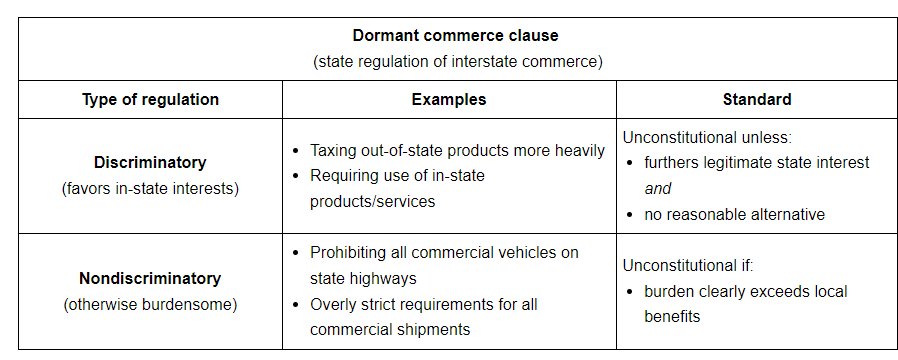 Dormant commerce clause
(state regulation of interstate commerce)
Type of regulation
Examples
Standard
Discriminatory
(favors in-state interests)
• Taxing out-of-state products more heavily
• Requiring use of in-state
products/services
Unconstitutional unless:
• furthers legitimate state interest
and
• no reasonable alternative
Nondiscriminatory
(otherwise burdensome)
• Prohibiting all commercial vehicles on
state highways
• Overly strict requirements for all
commercial shipments
Unconstitutional if:
• burden clearly exceeds local
benefits